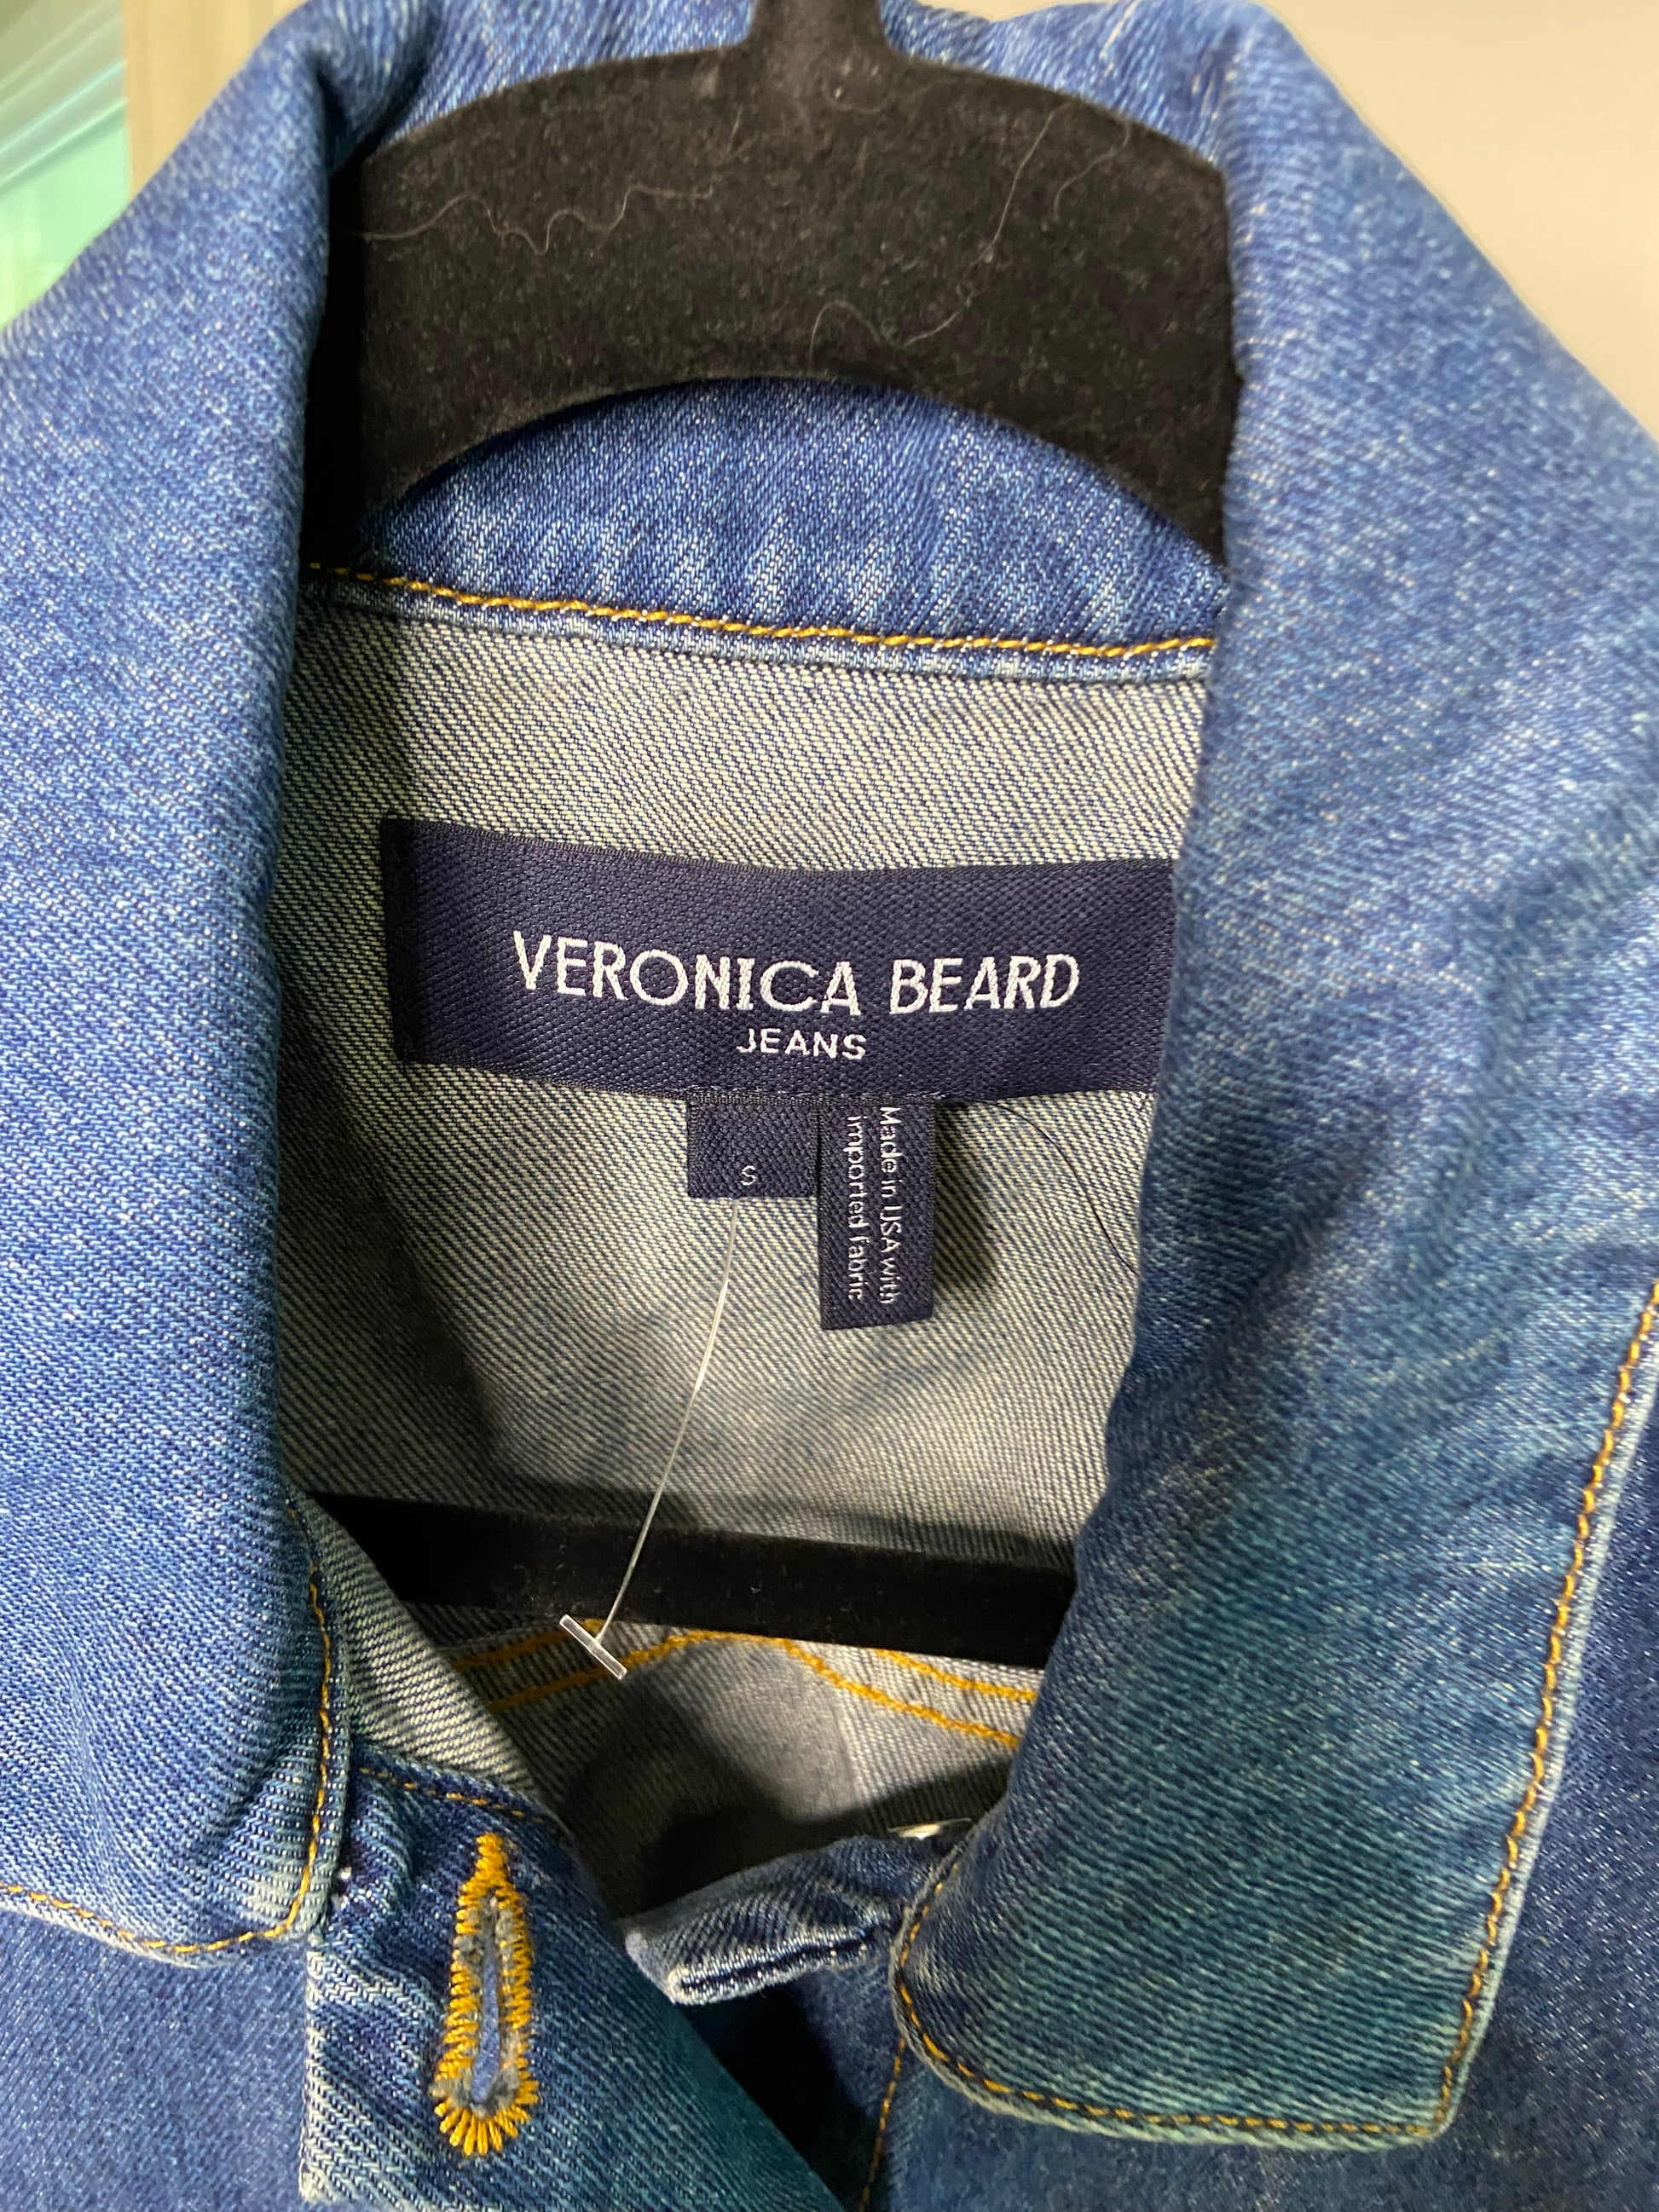 VERONICA BEARD
JEANS
S
Made in USA with
imported fabric